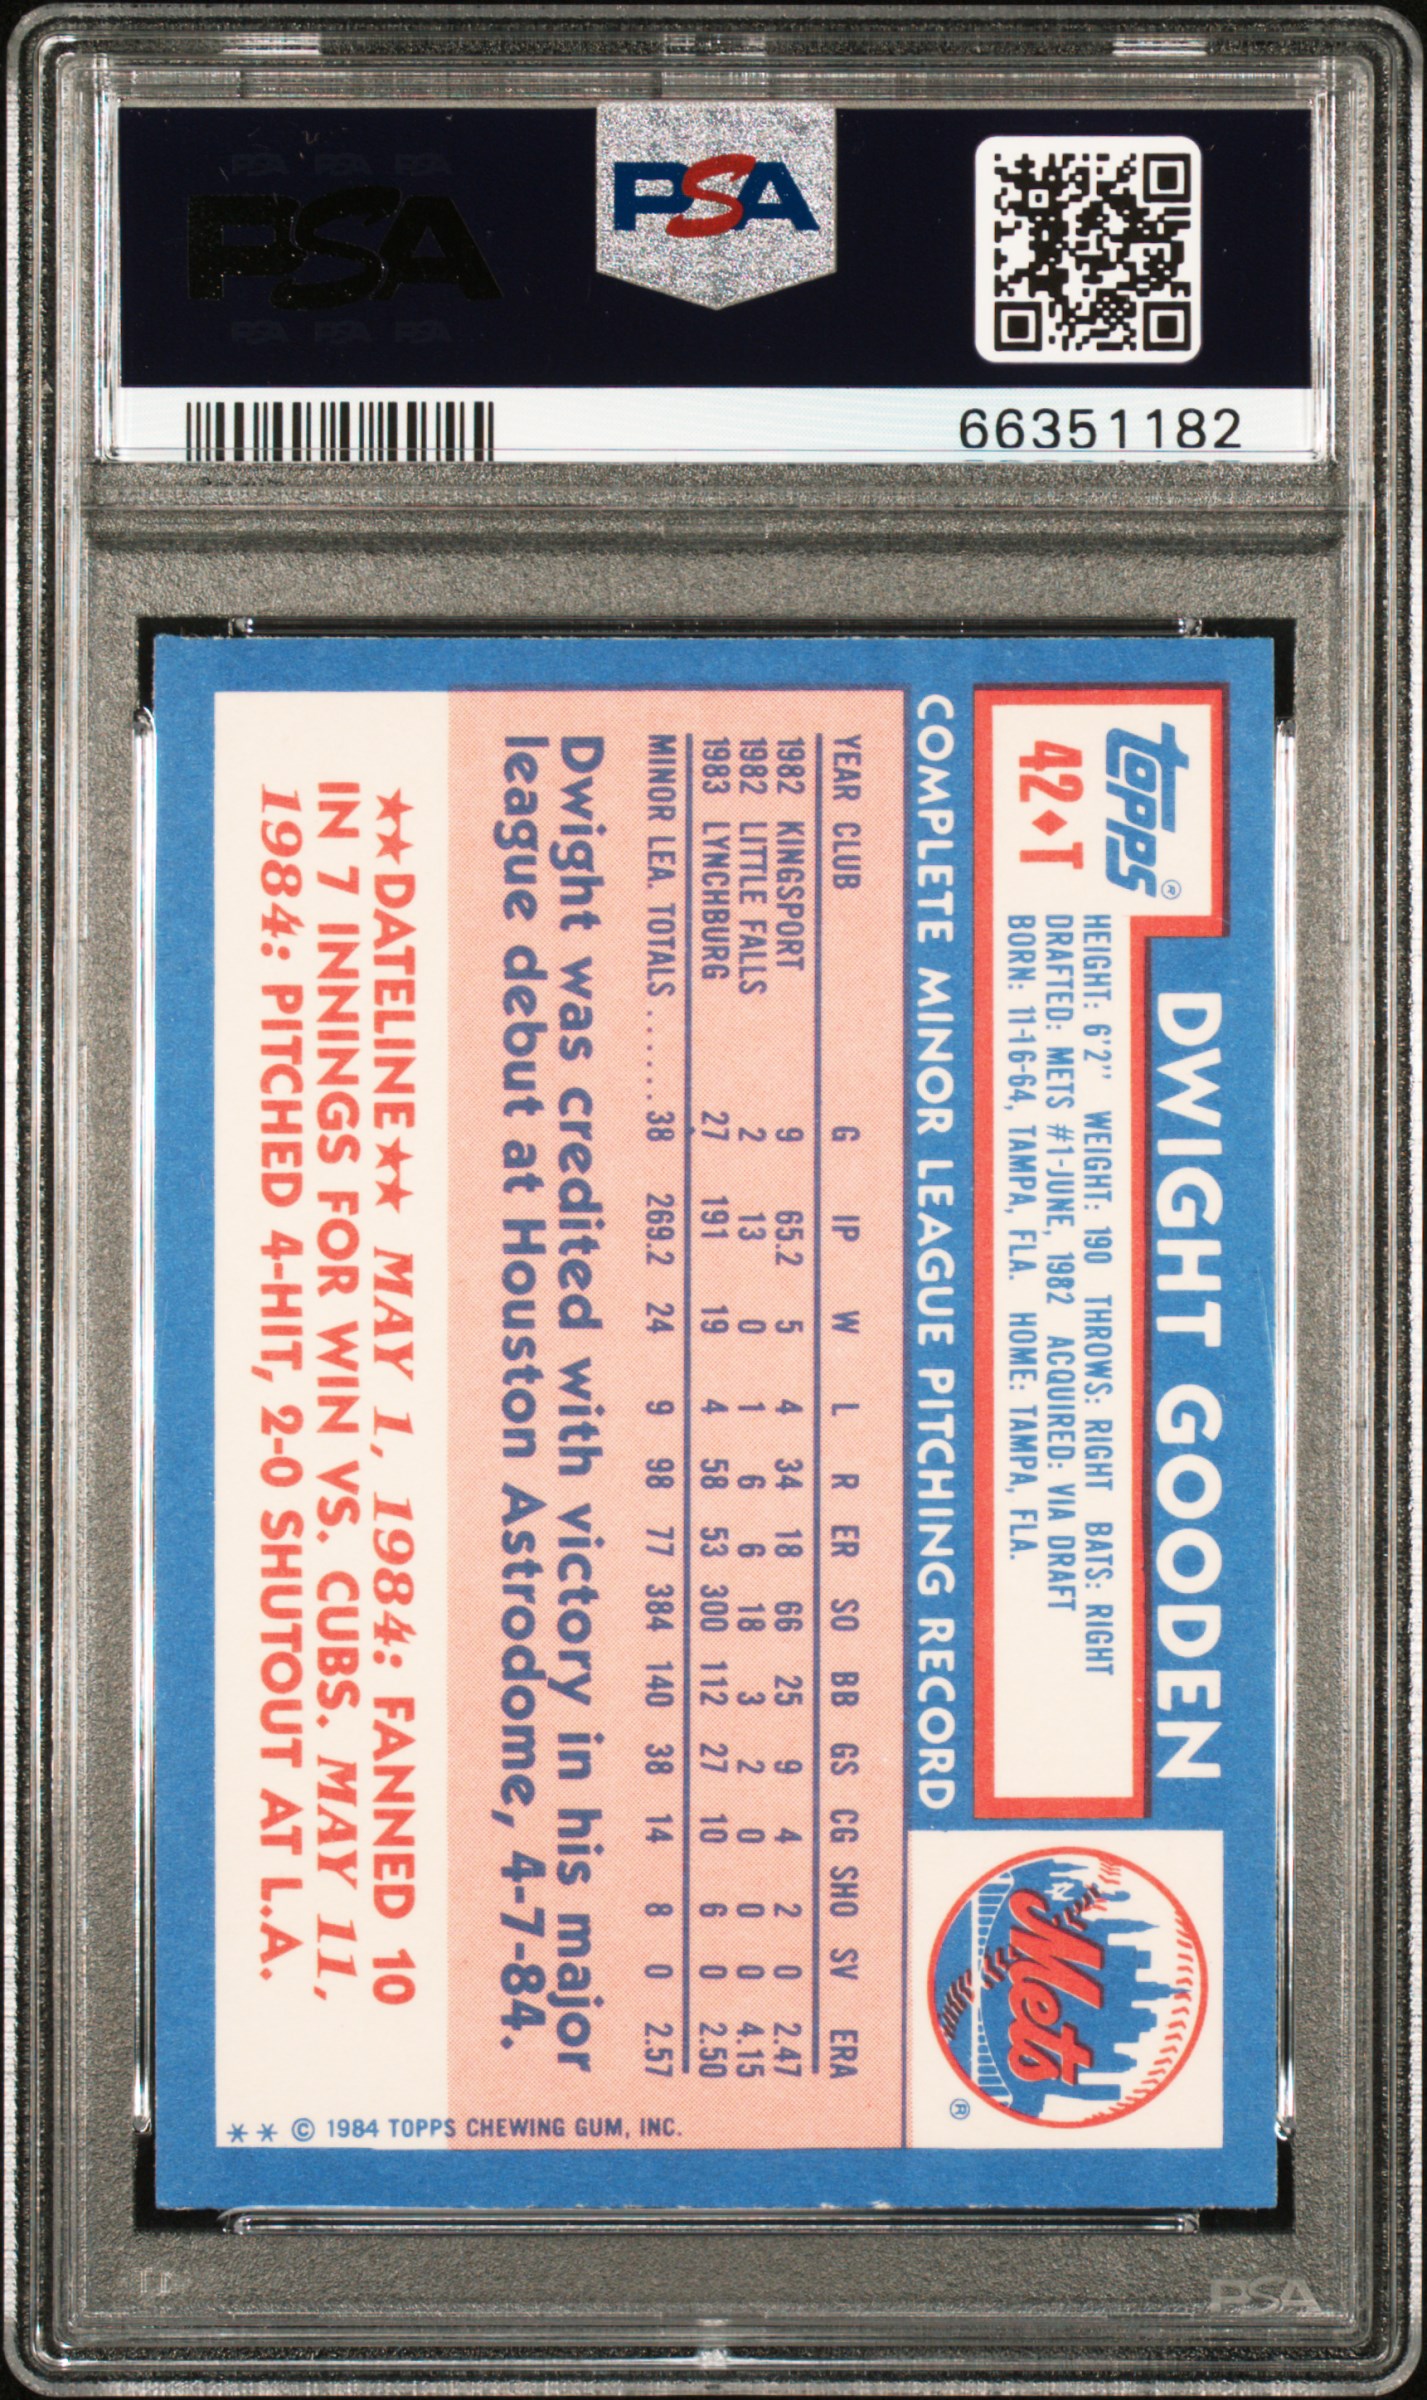 PSA PSA PSA
PSA
PSA PSA PSA
PSA
66351182
topps®
42♦T
DWIGHT GOODEN
HEIGHT: 6'2" WEIGHT: 190 THROWS: RIGHT BATS: RIGHT
DRAFTED: METS #1-JUNE, 1982 ACQUIRED: VIA DRAFT
BORN: 11-16-64, TAMPA, FLA. HOME: TAMPA, FLA.
Mets
NY
®
COMPLETE MINOR LEAGUE PITCHING RECORD
YEAR CLUB G IP W L R ER SO BB GS CG SHO SV ERA
1982 KINGSPORT 9 65.2 5 4 34 18 66 25 9 4 2 0 2.47
1982 LITTLE FALLS 2 13 0 1 6 6 18 3 2 0 0 0 4.15
1983 LYNCHBURG 27 191 19 4 58 53 300 112 27 10 6 0 2.50
MINOR LEA. TOTALS ...... 38 269.2 24 9 98 77 384 140 38 14 8 0 2.57
Dwight was credited with victory in his major
league debut at Houston Astrodome, 4-7-84.
★★DATELINE★★ MAY 1, 1984: FANNED 10
IN 7 INNINGS FOR WIN VS. CUBS. MAY 11,
1984: PITCHED 4-HIT, 2-0 SHUTOUT AT L.A.
** © 1984 TOPPS CHEWING GUM, INC.
PSA